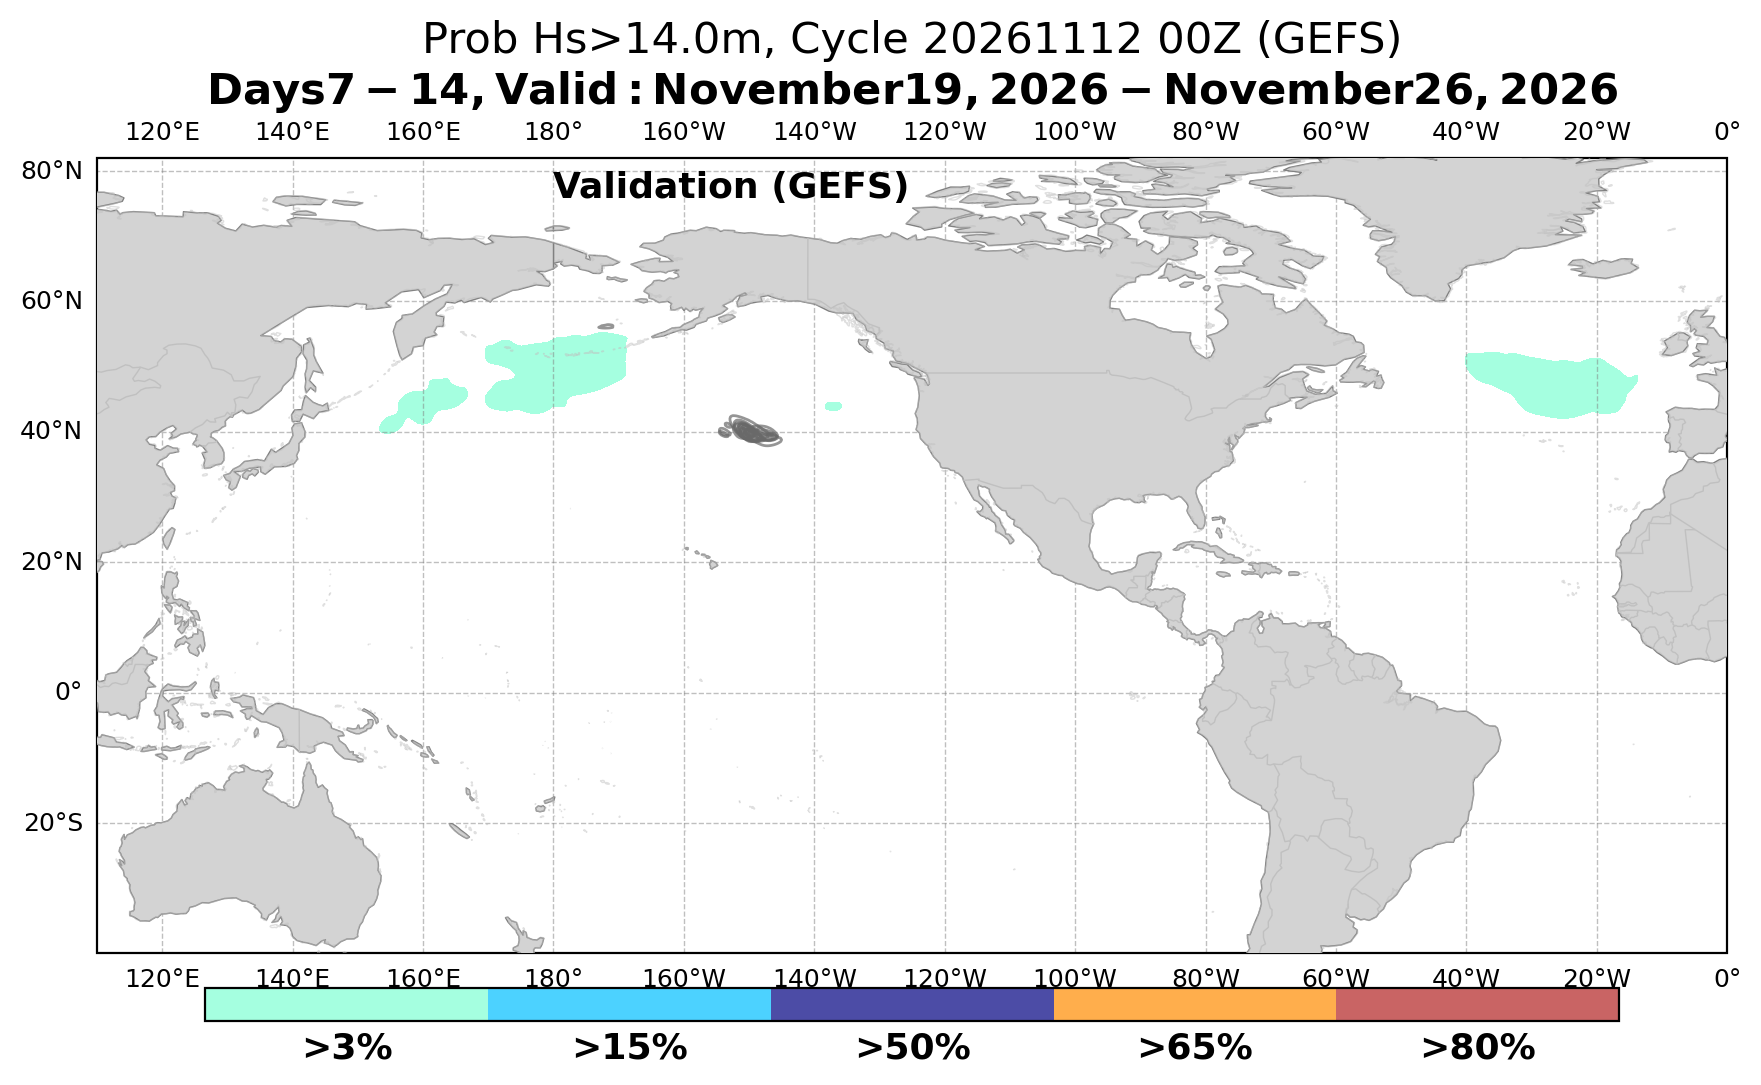 Prob Hs>14.0m, Cycle 20261112 00Z (GEFS)
Days7 − 14, Valid : November19, 2026 − November26, 2026
120°E 140°E 160°E 180° 160°W 140°W 120°W 100°W 80°W 60°W 40°W 20°W 0°
80°N
Validation (GEFS)
60°N
40°N
20°N
0°
20°S
120°E 140°E 160°E 180° 160°W 140°W 120°W 100°W 80°W 60°W 40°W 20°W 0°
>3% >15% >50% >65% >80%